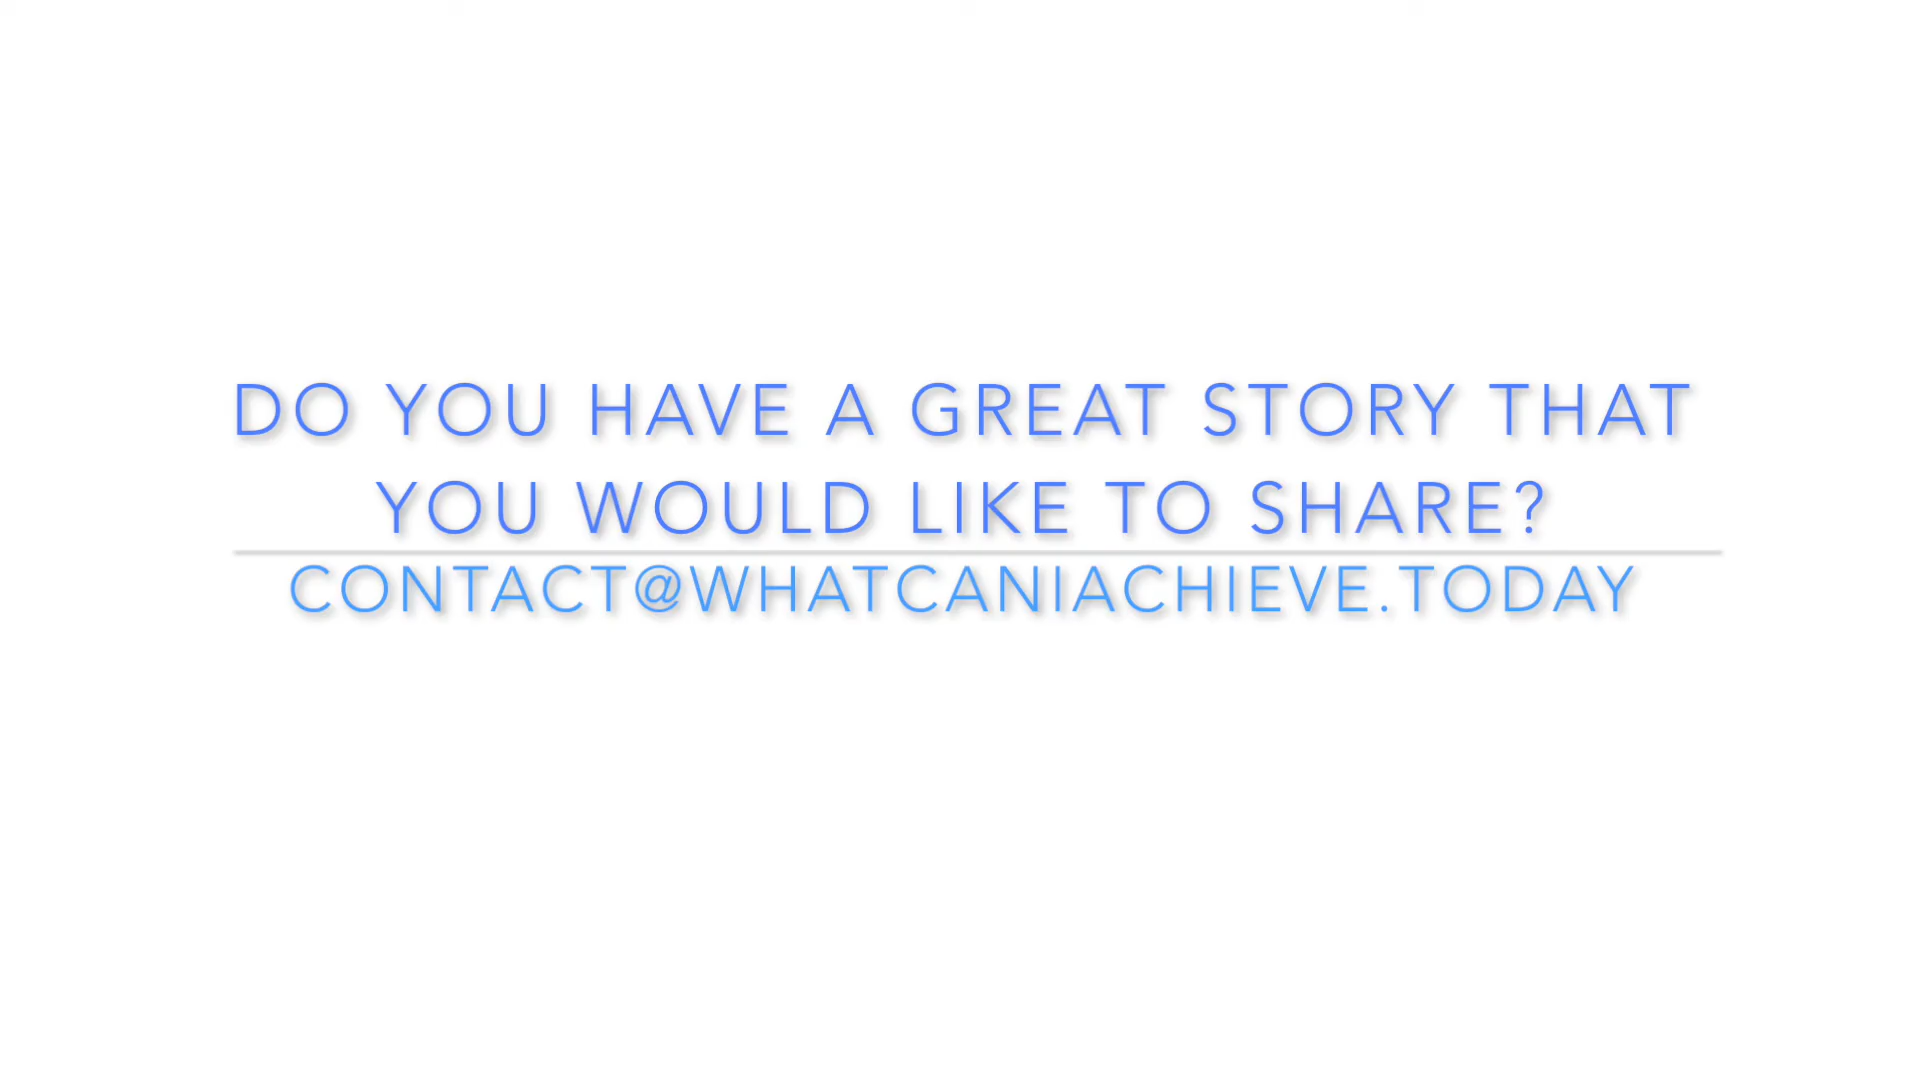 DO YOU HAVE A GREAT STORY THAT
YOU WOULD LIKE TO SHARE?
CONTACT@WHATCANIACHIEVE.TODAY